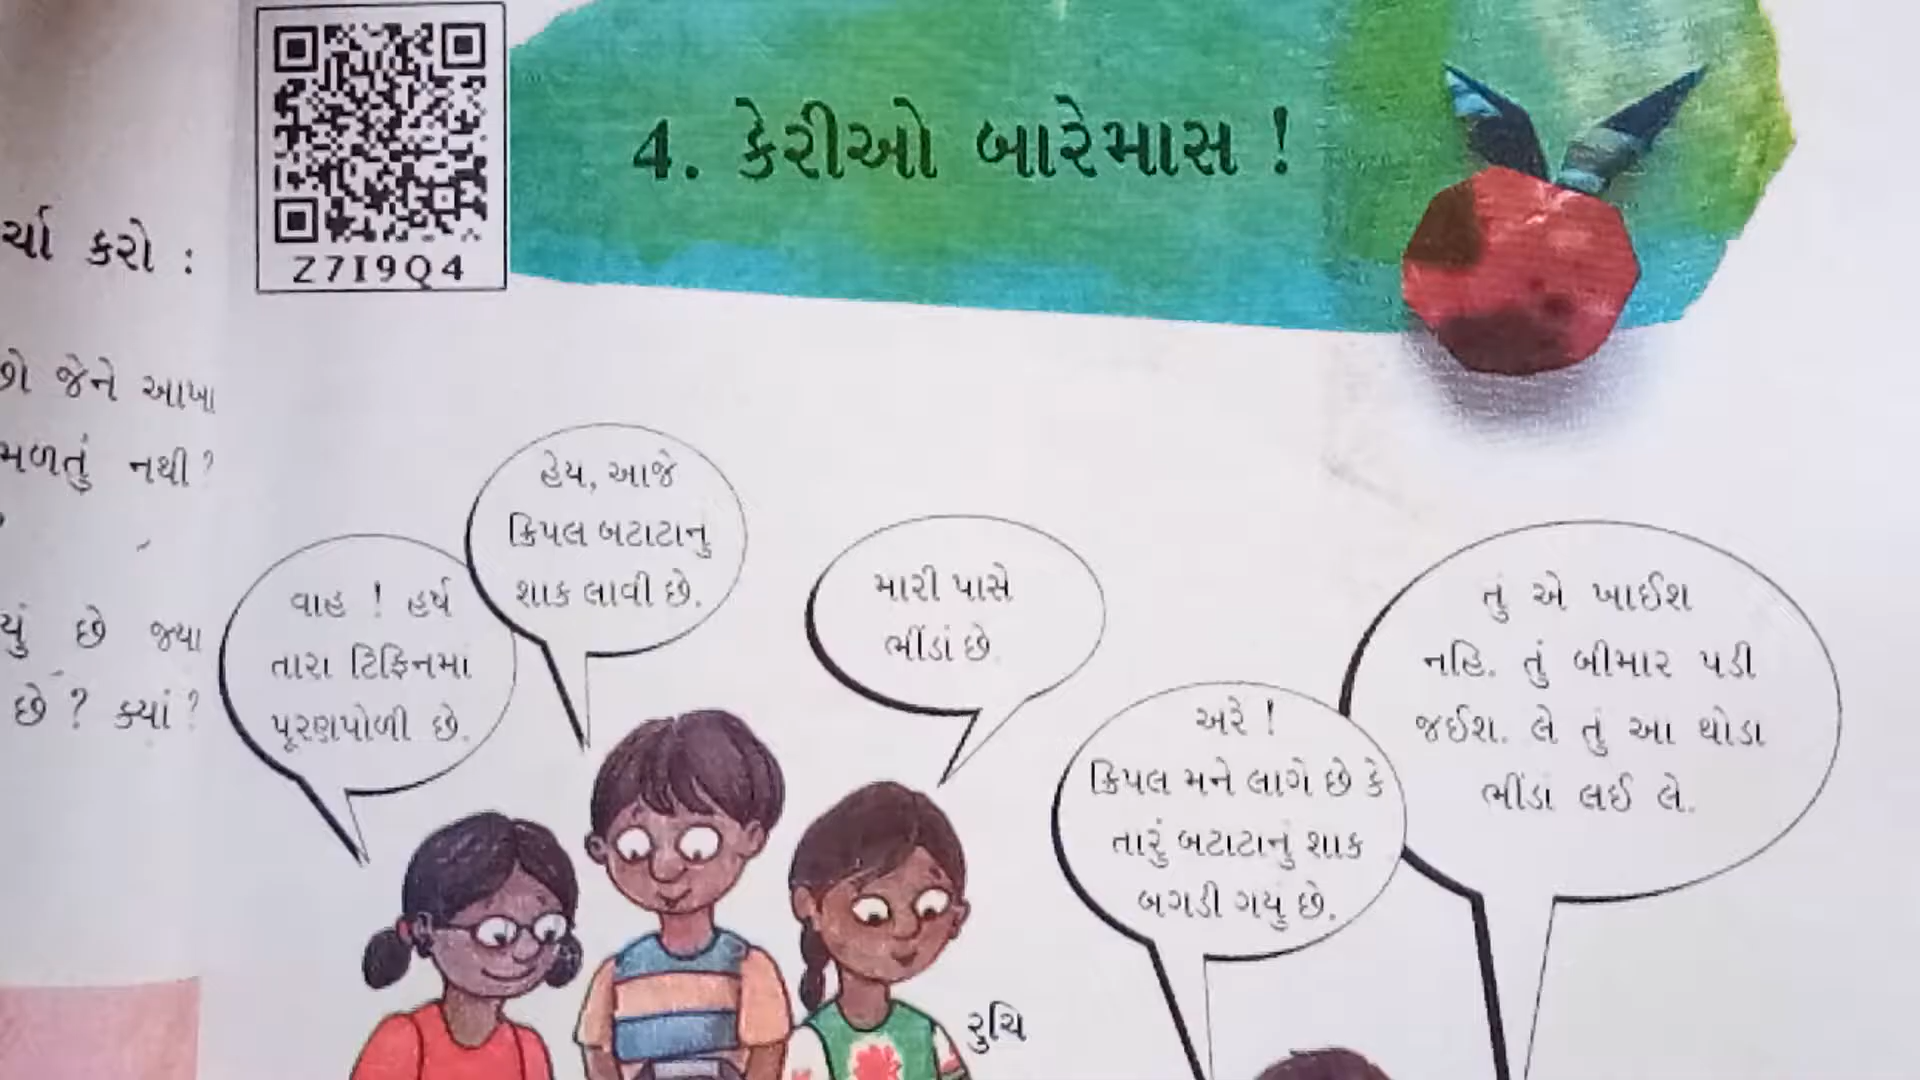 Z7I9Q4
4. કેરીઓ બારેમાસ !
ર્ચા કરો :
છો જેને આખા
મળતું નથી?
યું છે જ્યા
છે? ક્યાં?
વાહ ! હર્ષ
તારા ટિફિનમાં
પૂરણપોળી છે.
હેય, આજે
ક્રિપલ બટાટાનું
શાક લાવી છે.
મારી પાસે
ભીંડાં છે.
અરે !
ક્રિપલ મને લાગે છે કે
તારું બટાટાનું શાક
બગડી ગયું છે.
તું એ ખાઈશ
નહિ. તું બીમાર પડી
જઈશ. લે તું આ થોડા
ભીંડા લઈ લે.
રુચિ